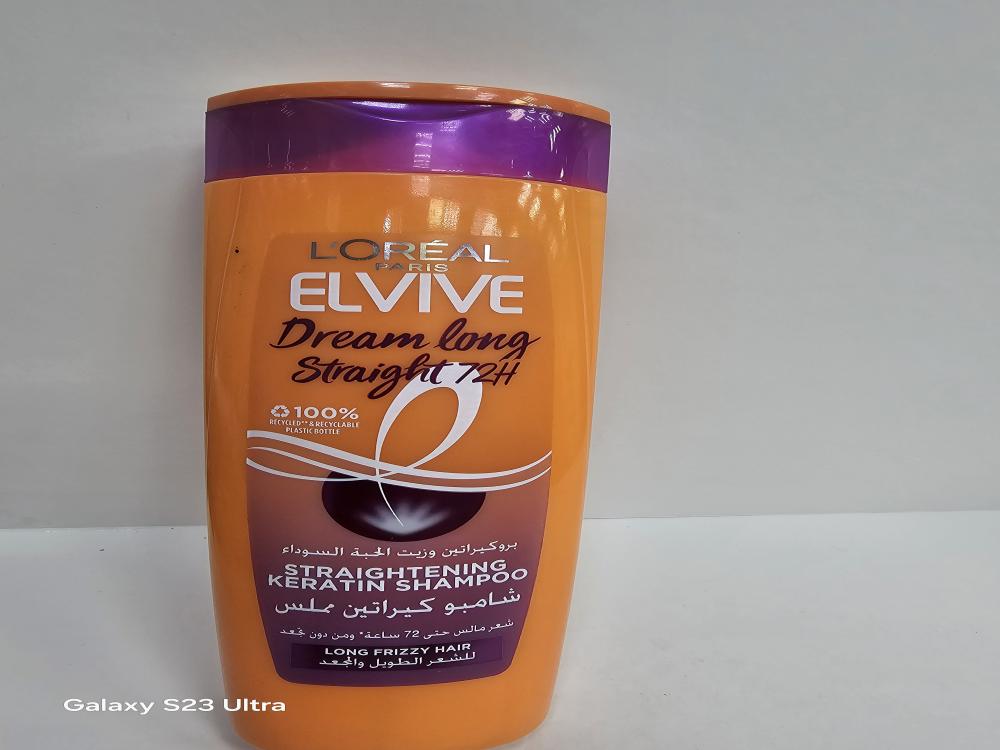 L'ORÉAL
PARIS
ELVIVE
Dream long
Straight 72H
100%
RECYCLED** & RECYCLABLE
PLASTIC BOTTLE
بروكيراتين وزيت الحبة السوداء
STRAIGHTENING
KERATIN SHAMPOO
شامبو كيراتين مملس
شعر مالس حتى 72 ساعة* ومن دون تجعد
LONG FRIZZY HAIR
للشعر الطويل والمجعد
Galaxy S23 Ultra